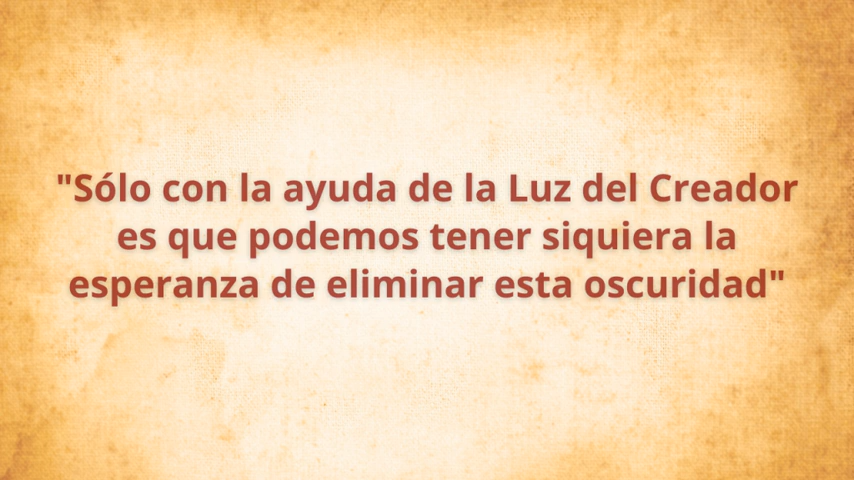 "Sólo con la ayuda de la Luz del Creador
es que podemos tener siquiera la
esperanza de eliminar esta oscuridad"